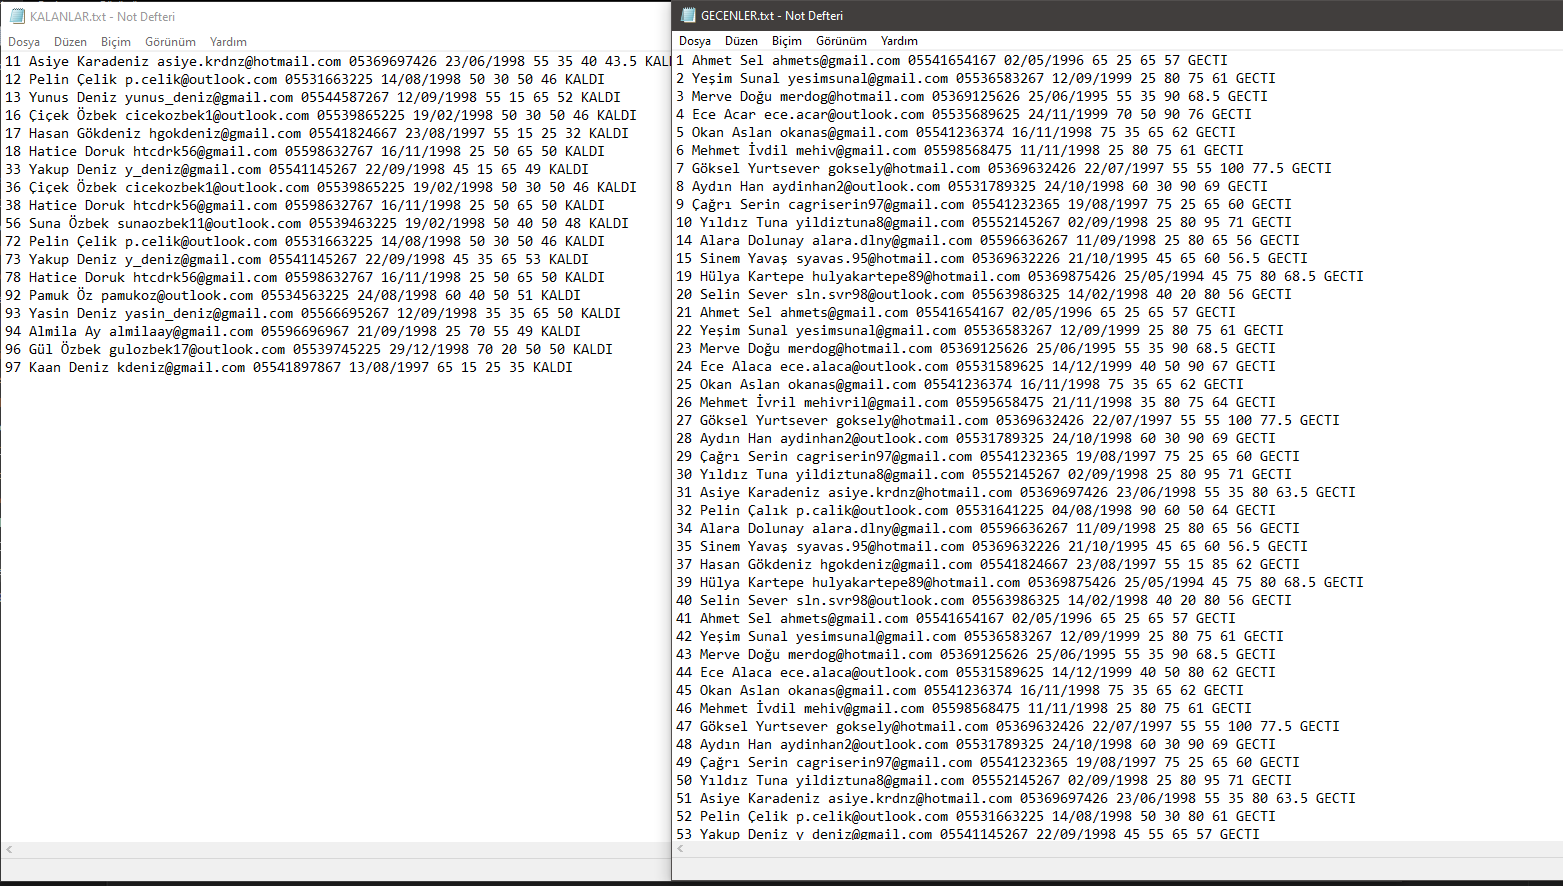 KALANLAR.txt - Not Defteri
Dosya Düzen Biçim Görünüm Yardım
11 Asiye Karadeniz asiye.krdnz@hotmail.com 05369697426 23/06/1998 55 35 40 43.5 KAL
12 Pelin Çelik p.celik@outlook.com 05531663225 14/08/1998 50 30 50 46 KALDI
13 Yunus Deniz yunus_deniz@gmail.com 05544587267 12/09/1998 55 15 65 52 KALDI
16 Çiçek Özbek cicekozbek1@outlook.com 05539865225 19/02/1998 50 30 50 46 KALDI
17 Hasan Gökdeniz hgokdeniz@gmail.com 05541824667 23/08/1997 55 15 25 32 KALDI
18 Hatice Doruk htcdrk56@gmail.com 05598632767 16/11/1998 25 50 65 50 KALDI
33 Yakup Deniz y_deniz@gmail.com 05541145267 22/09/1998 45 15 65 49 KALDI
36 Çiçek Özbek cicekozbek1@outlook.com 05539865225 19/02/1998 50 30 50 46 KALDI
38 Hatice Doruk htcdrk56@gmail.com 05598632767 16/11/1998 25 50 65 50 KALDI
56 Suna Özbek sunaozbek11@outlook.com 05539463225 19/02/1998 50 40 50 48 KALDI
72 Pelin Çelik p.celik@outlook.com 05531663225 14/08/1998 50 30 50 46 KALDI
73 Yakup Deniz y_deniz@gmail.com 05541145267 22/09/1998 45 35 65 53 KALDI
78 Hatice Doruk htcdrk56@gmail.com 05598632767 16/11/1998 25 50 65 50 KALDI
92 Pamuk Öz pamukoz@outlook.com 05534563225 24/08/1998 60 40 50 51 KALDI
93 Yasin Deniz yasin_deniz@gmail.com 05566695267 12/09/1998 35 35 65 50 KALDI
94 Almila Ay almilaay@gmail.com 05596696967 21/09/1998 25 70 55 49 KALDI
96 Gül Özbek gulozbek17@outlook.com 05539745225 29/12/1998 70 20 50 50 KALDI
97 Kaan Deniz kdeniz@gmail.com 05541897867 13/08/1997 65 15 25 35 KALDI
GECENLER.txt - Not Defteri
Dosya Düzen Biçim Görünüm Yardım
1 Ahmet Sel ahmets@gmail.com 05541654167 02/05/1996 65 25 65 57 GECTI
2 Yeşim Sunal yesimsunal@gmail.com 05536583267 12/09/1999 25 80 75 61 GECTI
3 Merve Doğu merdog@hotmail.com 05369125626 25/06/1995 55 35 90 68.5 GECTI
4 Ece Acar ece.acar@outlook.com 05535689625 24/11/1999 70 50 90 76 GECTI
5 Okan Aslan okanas@gmail.com 05541236374 16/11/1998 75 35 65 62 GECTI
6 Mehmet İvdil mehiv@gmail.com 05598568475 11/11/1998 25 80 75 61 GECTI
7 Göksel Yurtsever goksely@hotmail.com 05369632426 22/07/1997 55 55 100 77.5 GECTI
8 Aydın Han aydinhan2@outlook.com 05531789325 24/10/1998 60 30 90 69 GECTI
9 Çağrı Serin cagriserin97@gmail.com 05541232365 19/08/1997 75 25 65 60 GECTI
10 Yıldız Tuna yildiztuna8@gmail.com 05552145267 02/09/1998 25 80 95 71 GECTI
14 Alara Dolunay alara.dlny@gmail.com 05596636267 11/09/1998 25 80 65 56 GECTI
15 Sinem Yavaş syavas.95@hotmail.com 05369632226 21/10/1995 45 65 60 56.5 GECTI
19 Hülya Kartepe hulyakartepe89@hotmail.com 05369875426 25/05/1994 45 75 80 68.5 GECTI
20 Selin Sever sln.svr98@outlook.com 05563986325 14/02/1998 40 20 80 56 GECTI
21 Ahmet Sel ahmets@gmail.com 05541654167 02/05/1996 65 25 65 57 GECTI
22 Yeşim Sunal yesimsunal@gmail.com 05536583267 12/09/1999 25 80 75 61 GECTI
23 Merve Doğu merdog@hotmail.com 05369125626 25/06/1995 55 35 90 68.5 GECTI
24 Ece Alaca ece.alaca@outlook.com 05531589625 14/12/1999 40 50 90 67 GECTI
25 Okan Aslan okanas@gmail.com 05541236374 16/11/1998 75 35 65 62 GECTI
26 Mehmet İvril mehivril@gmail.com 05595658475 21/11/1998 35 80 75 64 GECTI
27 Göksel Yurtsever goksely@hotmail.com 05369632426 22/07/1997 55 55 100 77.5 GECTI
28 Aydın Han aydinhan2@outlook.com 05531789325 24/10/1998 60 30 90 69 GECTI
29 Çağrı Serin cagriserin97@gmail.com 05541232365 19/08/1997 75 25 65 60 GECTI
30 Yıldız Tuna yildiztuna8@gmail.com 05552145267 02/09/1998 25 80 95 71 GECTI
31 Asiye Karadeniz asiye.krdnz@hotmail.com 05369697426 23/06/1998 55 35 80 63.5 GECTI
32 Pelin Çalık p.calik@outlook.com 05531641225 04/08/1998 90 60 50 64 GECTI
34 Alara Dolunay alara.dlny@gmail.com 05596636267 11/09/1998 25 80 65 56 GECTI
35 Sinem Yavaş syavas.95@hotmail.com 05369632226 21/10/1995 45 65 60 56.5 GECTI
37 Hasan Gökdeniz hgokdeniz@gmail.com 05541824667 23/08/1997 55 15 85 62 GECTI
39 Hülya Kartepe hulyakartepe89@hotmail.com 05369875426 25/05/1994 45 75 80 68.5 GECTI
40 Selin Sever sln.svr98@outlook.com 05563986325 14/02/1998 40 20 80 56 GECTI
41 Ahmet Sel ahmets@gmail.com 05541654167 02/05/1996 65 25 65 57 GECTI
42 Yeşim Sunal yesimsunal@gmail.com 05536583267 12/09/1999 25 80 75 61 GECTI
43 Merve Doğu merdog@hotmail.com 05369125626 25/06/1995 55 35 90 68.5 GECTI
44 Ece Alaca ece.alaca@outlook.com 05531589625 14/12/1999 40 50 80 62 GECTI
45 Okan Aslan okanas@gmail.com 05541236374 16/11/1998 75 35 65 62 GECTI
46 Mehmet İvdil mehiv@gmail.com 05598568475 11/11/1998 25 80 75 61 GECTI
47 Göksel Yurtsever goksely@hotmail.com 05369632426 22/07/1997 55 55 100 77.5 GECTI
48 Aydın Han aydinhan2@outlook.com 05531789325 24/10/1998 60 30 90 69 GECTI
49 Çağrı Serin cagriserin97@gmail.com 05541232365 19/08/1997 75 25 65 60 GECTI
50 Yıldız Tuna yildiztuna8@gmail.com 05552145267 02/09/1998 25 80 95 71 GECTI
51 Asiye Karadeniz asiye.krdnz@hotmail.com 05369697426 23/06/1998 55 35 80 63.5 GECTI
52 Pelin Çelik p.celik@outlook.com 05531663225 14/08/1998 50 30 80 61 GECTI
53 Yakup Deniz y_deniz@gmail.com 05541145267 22/09/1998 45 55 65 57 GECTI